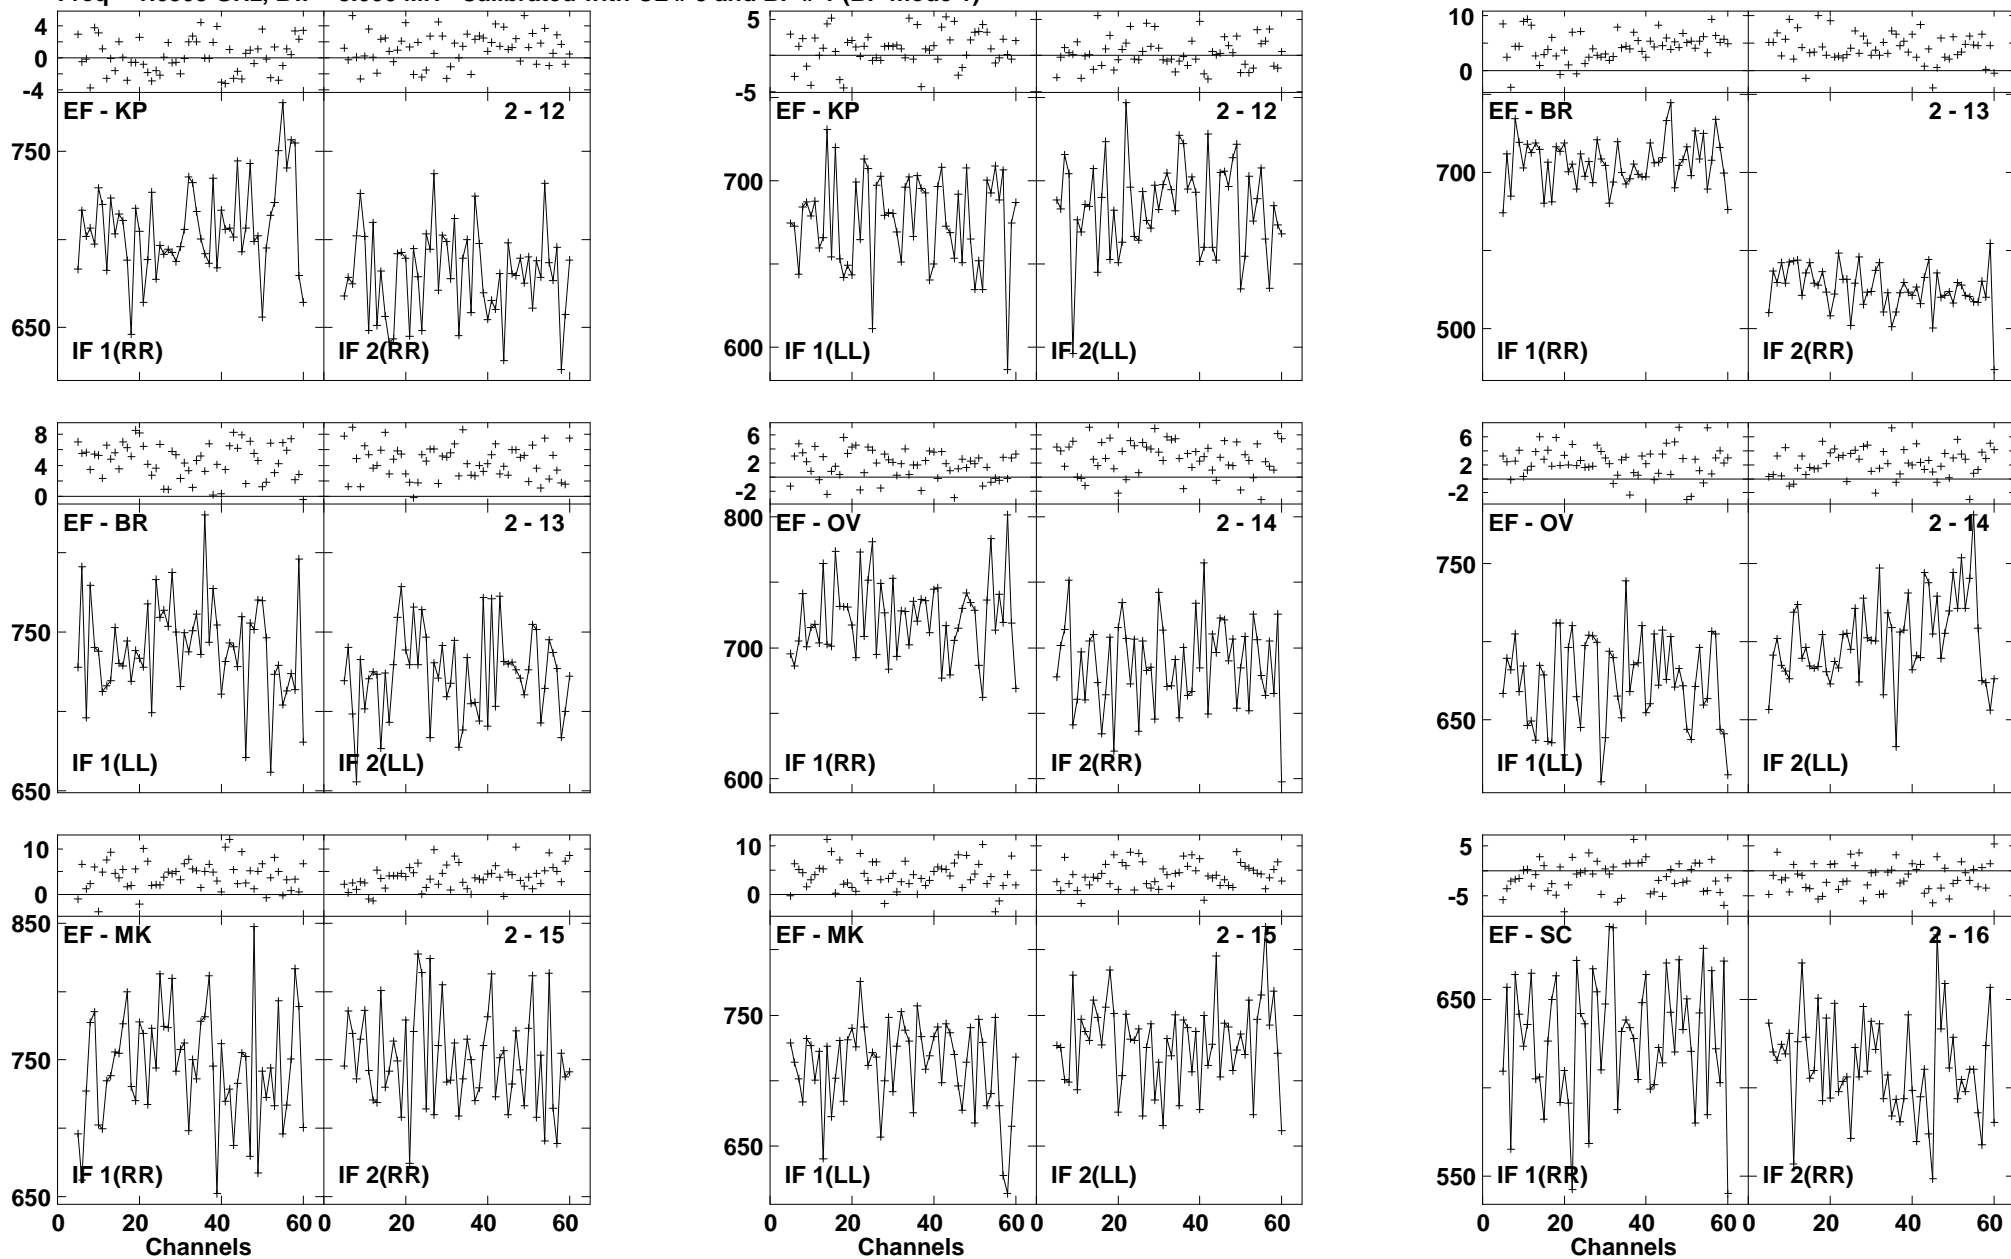 4
0
-4
EF - KP
2 - 12
750
650
IF 1(RR)
IF 2(RR)
5
-5
EF - KP
2 - 12
700
600
IF 1(LL)
IF 2(LL)
10
0
EF - BR
2 - 13
700
500
IF 1(RR)
IF 2(RR)
8
4
0
EF - BR
2 - 13
750
650
IF 1(LL)
IF 2(LL)
6
2
-2
EF - OV
2 - 14
800
700
600
IF 1(RR)
IF 2(RR)
6
2
-2
EF - OV
2 - 14
750
650
IF 1(LL)
IF 2(LL)
10
0
EF - MK
2 - 15
850
750
650
IF 1(RR)
IF 2(RR)
0 20 40 60 0 20 40 60
Channels
10
0
EF - MK
2 - 15
750
650
IF 1(LL)
IF 2(LL)
0 20 40 60 0 20 40 60
Channels
5
-5
EF - SC
2 - 16
650
550
IF 1(RR)
IF 2(RR)
0 20 40 60 0 20 40 60
Channels